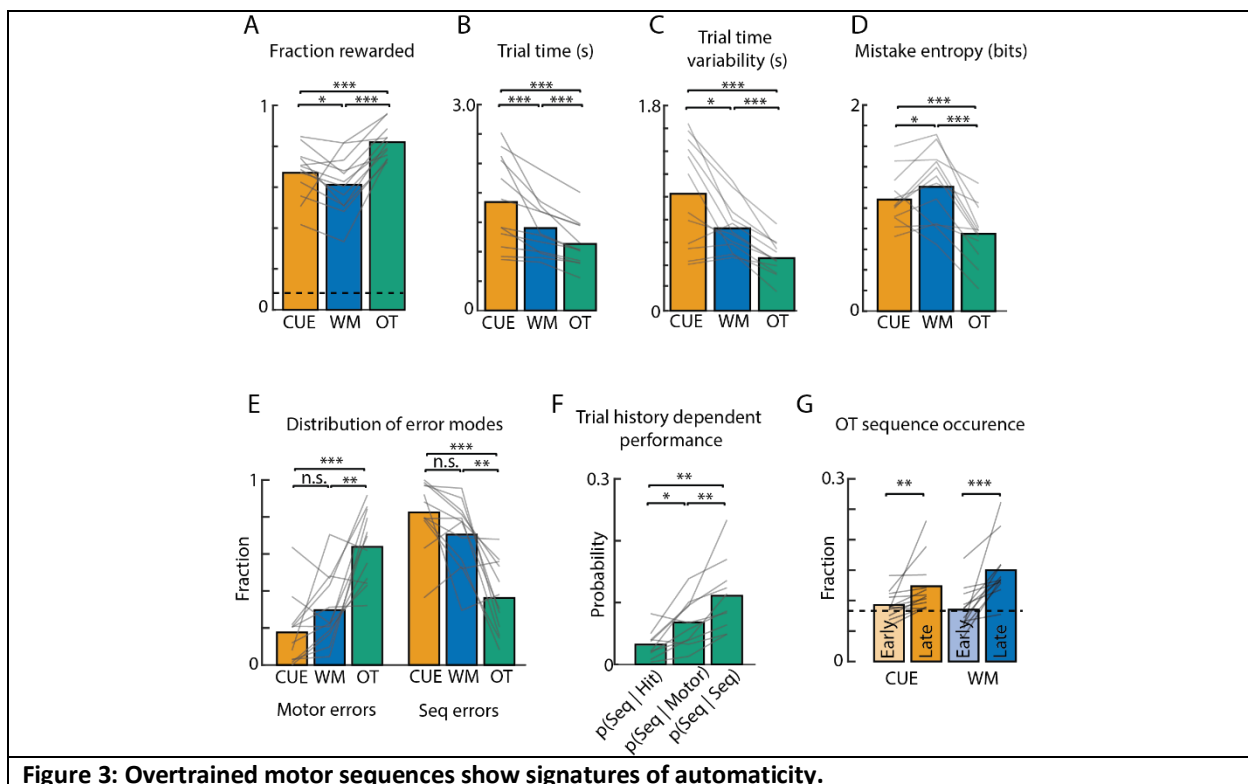 A
Fraction rewarded
***
* ***
1
0
CUE WM OT
B
Trial time (s)
***
*** ***
3.0
0
CUE WM OT
C
Trial time
variability (s)
***
* ***
1.8
0
CUE WM OT
D
Mistake entropy (bits)
***
* ***
2
0
CUE WM OT
E
Distribution of error modes
*** ***
n.s. ** n.s. **
1
Fraction
0
CUE WM OT CUE WM OT
Motor errors Seq errors
F
Trial history dependent
performance
**
* **
0.3
Probability
0
p(Seq | Hit)
p(Seq | Motor)
p(Seq | Seq)
G
OT sequence occurence
** ***
0.3
Fraction
0
Early Late Early Late
CUE WM
Figure 3: Overtrained motor sequences show signatures of automaticity.